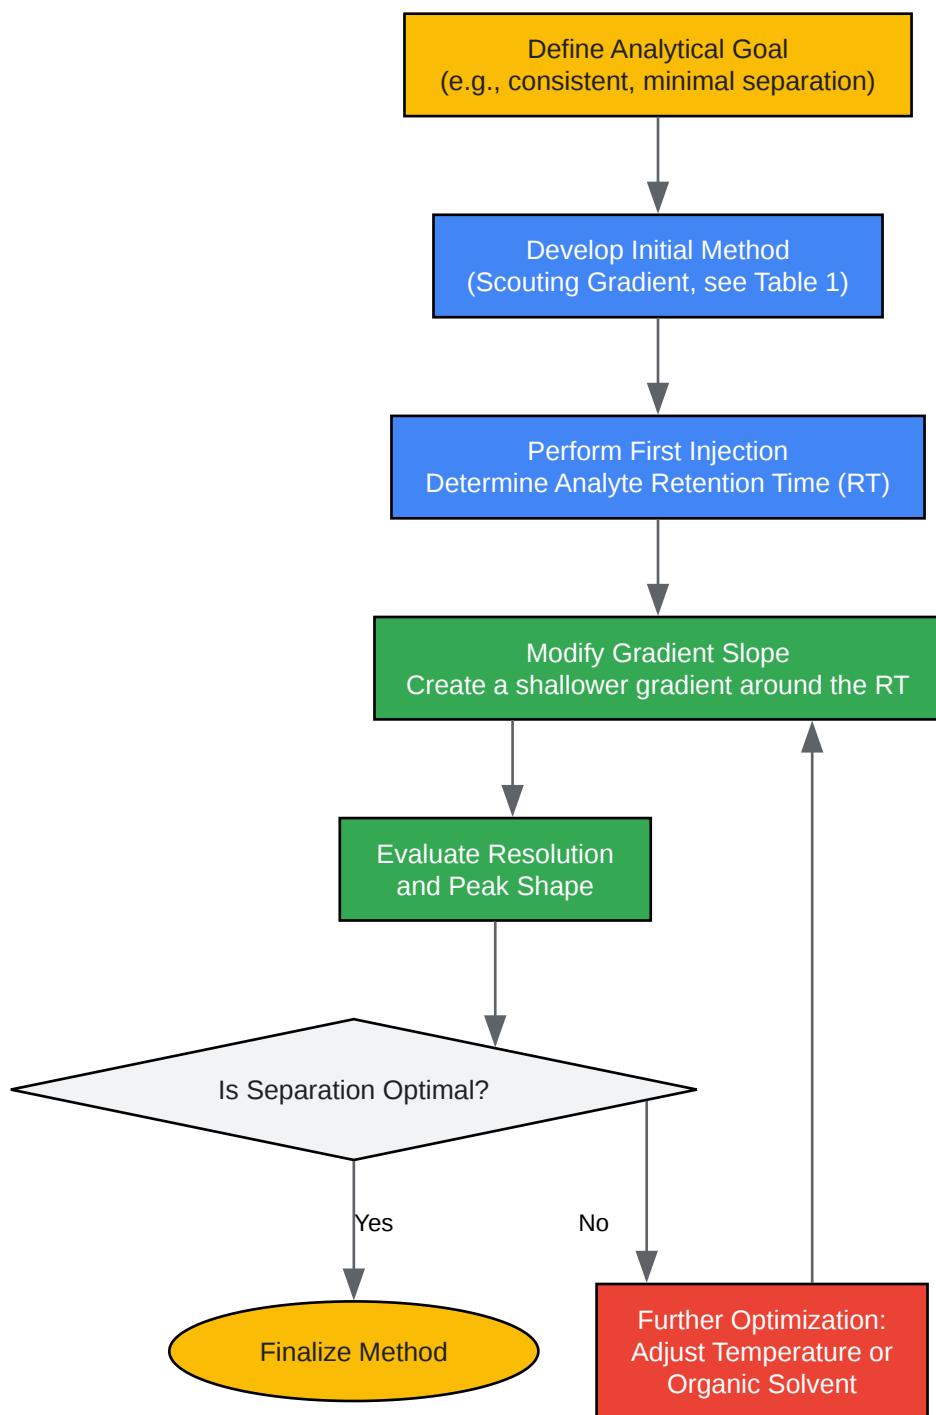 Define Analytical Goal
(e.g., consistent, minimal separation)
Develop Initial Method
(Scouting Gradient, see Table 1)
Perform First Injection
Determine Analyte Retention Time (RT)
Modify Gradient Slope
Create a shallower gradient around the RT
Evaluate Resolution
and Peak Shape
Is Separation Optimal?
Yes
No
Finalize Method
Further Optimization:
Adjust Temperature or
Organic Solvent